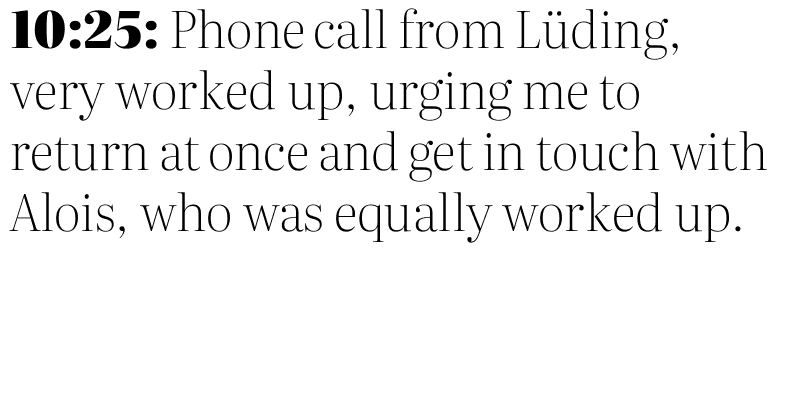 10:25: Phone call from Lüding,
very worked up, urging me to
return at once and get in touch with
Alois, who was equally worked up.